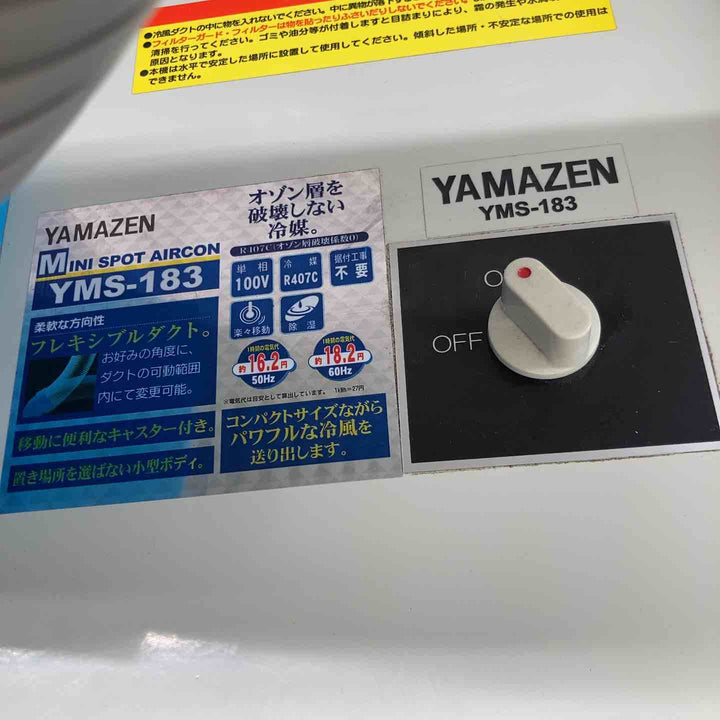 ●冷風ダクトの中に物を入れないでください。中に異物が落下する
●フィルターガード・フィルターは物を貼ったりふさいだりしないでください。
清掃を行ってください。ゴミや油分等が付着しますと目詰まりにより、霜の発生や水漏
原因となります。
●本機は水平で安定した場所に設置して使用してください。傾斜した場所・不安定な場所での使用は
できません。
YAMAZEN
MINI SPOT AIRCON
YMS-183
柔軟な方向性
フレキシブルダクト。
お好みの角度に、
ダクトの可動範囲
内にて変更可能。
移動に便利なキャスター付き。
置き場所を選ばない小型ボディ。
オゾン層を
破壊しない
冷媒。
R407C(オゾン層破壊係数0)
単相
100V
冷媒
R407C
据付工事
不要
楽々移動
除湿
1時間の電気代
約16.2円
50Hz
1時間の電気代
約18.2円
60Hz
※電気代は目安として算出しています。 1kWh=27円
コンパクトサイズながら
パワフルな冷風を
送り出します。
YAMAZEN
YMS-183
OFF